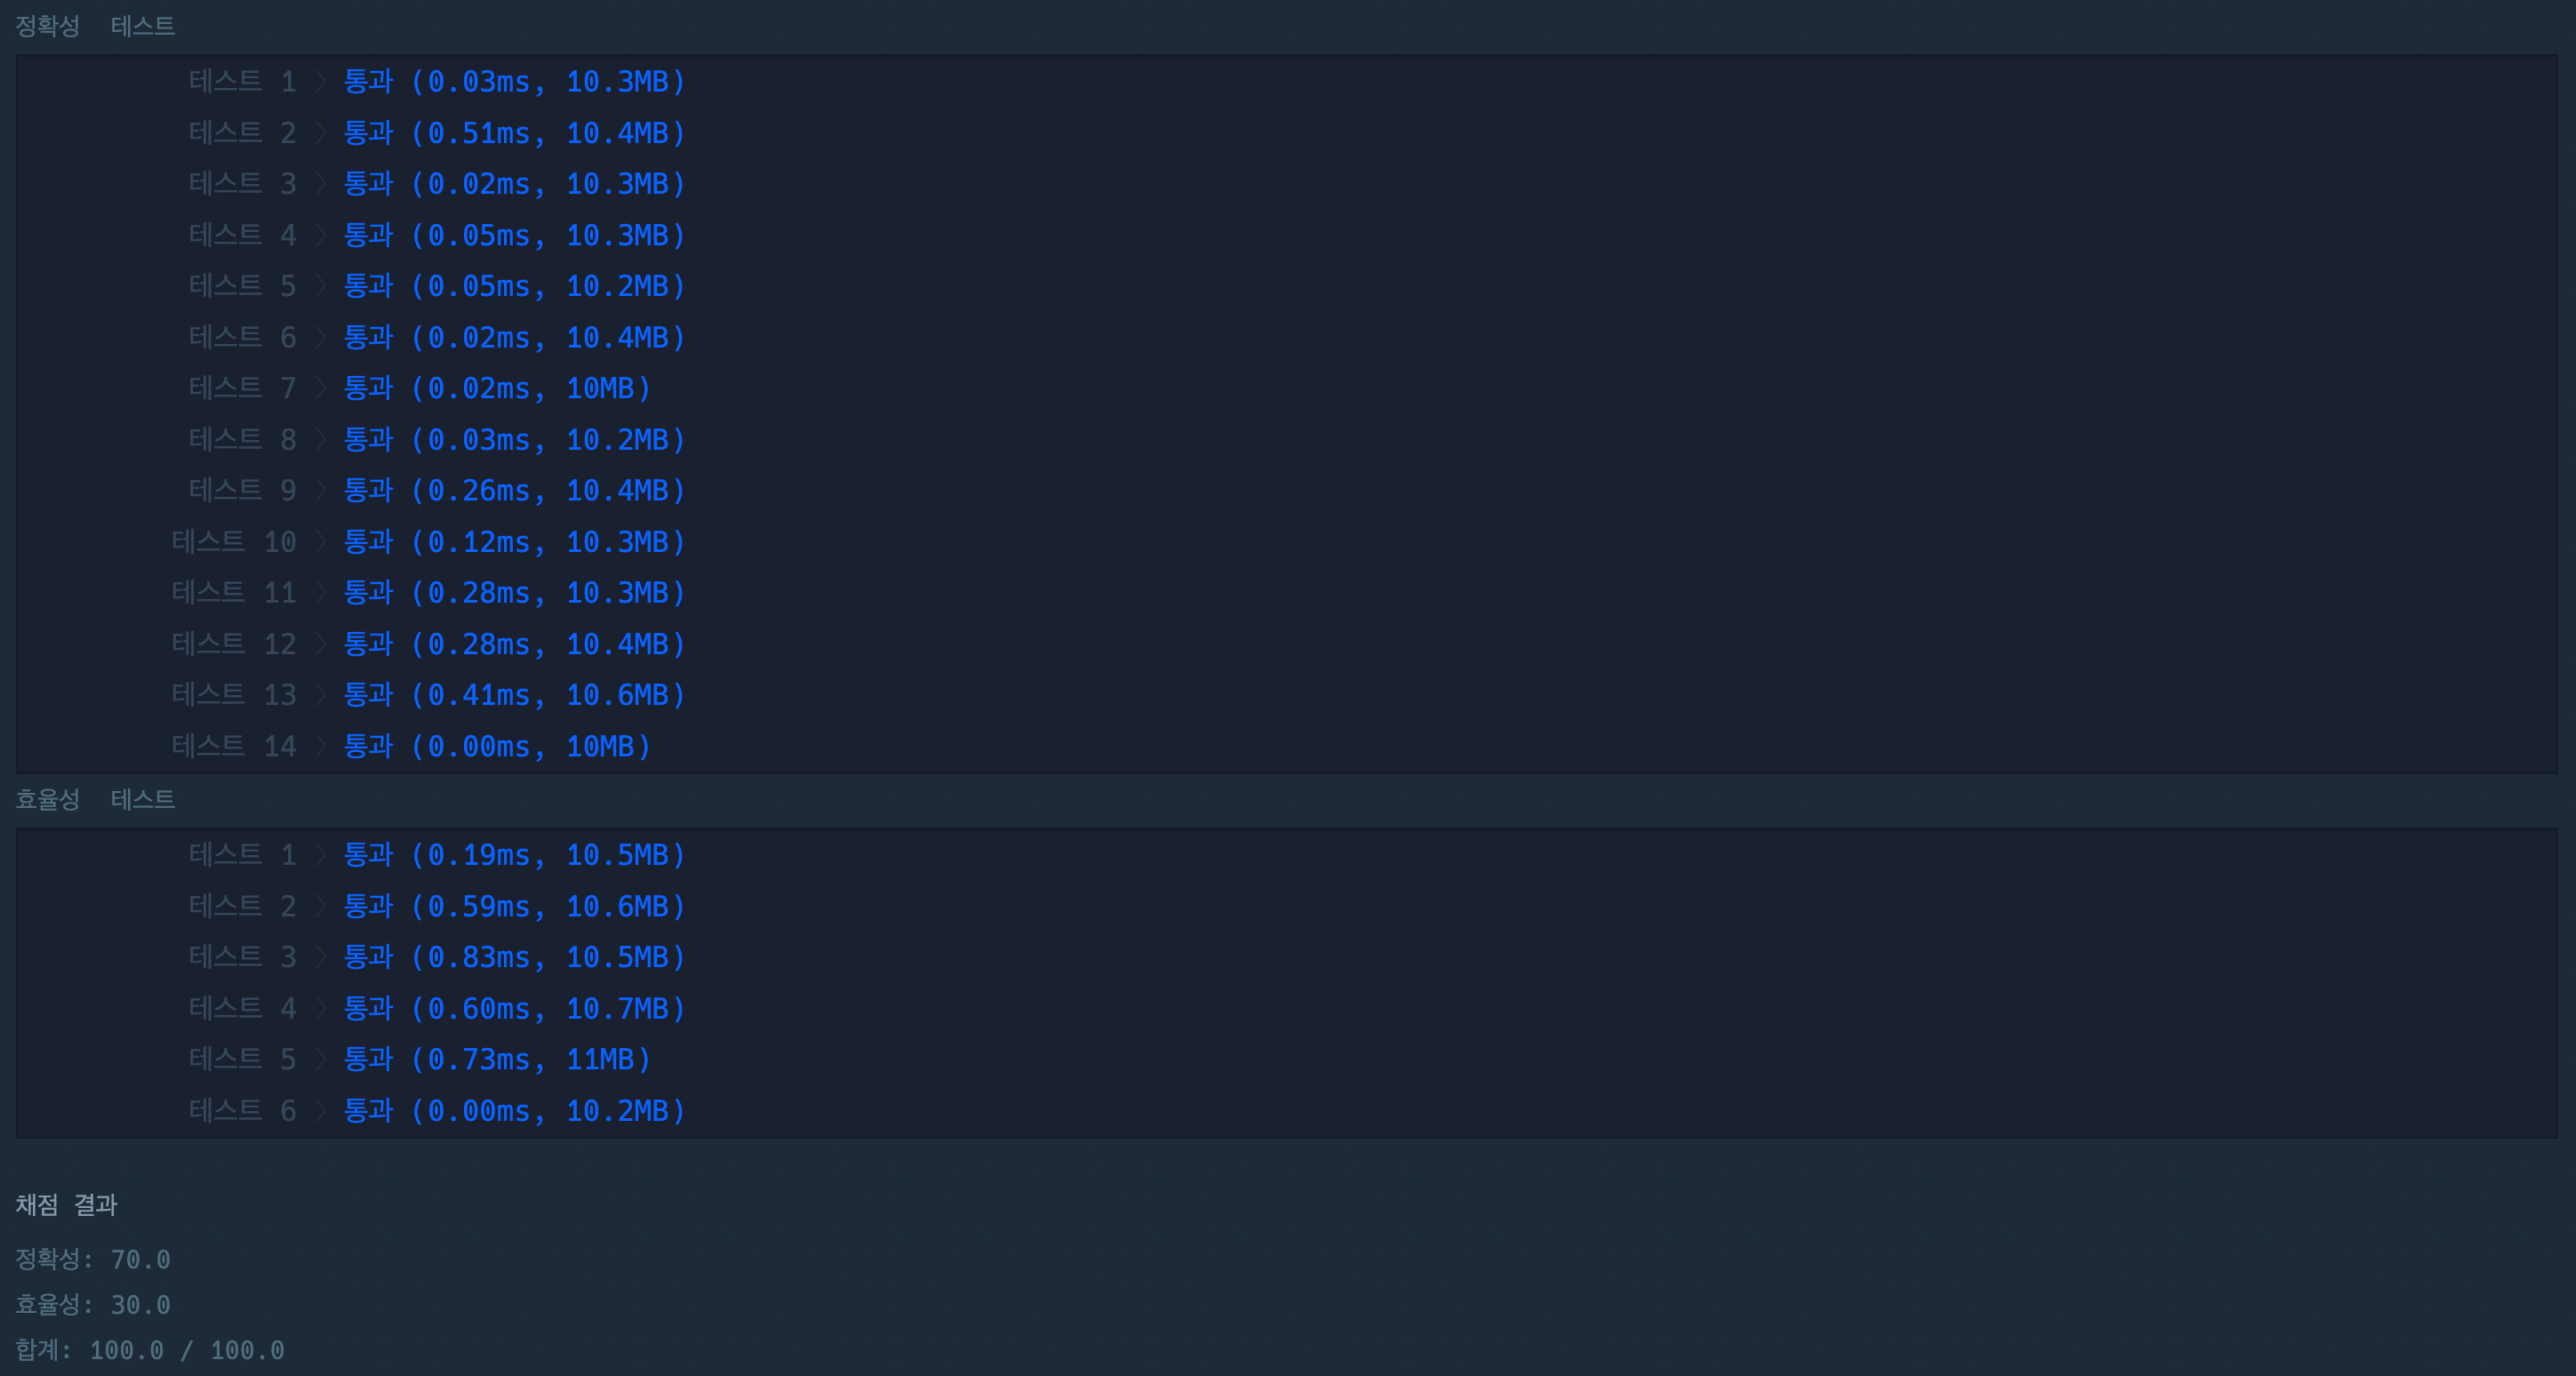 정확성  테스트
테스트 1 〉 통과 (0.03ms, 10.3MB)
테스트 2 〉 통과 (0.51ms, 10.4MB)
테스트 3 〉 통과 (0.02ms, 10.3MB)
테스트 4 〉 통과 (0.05ms, 10.3MB)
테스트 5 〉 통과 (0.05ms, 10.2MB)
테스트 6 〉 통과 (0.02ms, 10.4MB)
테스트 7 〉 통과 (0.02ms, 10MB)
테스트 8 〉 통과 (0.03ms, 10.2MB)
테스트 9 〉 통과 (0.26ms, 10.4MB)
테스트 10 〉 통과 (0.12ms, 10.3MB)
테스트 11 〉 통과 (0.28ms, 10.3MB)
테스트 12 〉 통과 (0.28ms, 10.4MB)
테스트 13 〉 통과 (0.41ms, 10.6MB)
테스트 14 〉 통과 (0.00ms, 10MB)
효율성  테스트
테스트 1 〉 통과 (0.19ms, 10.5MB)
테스트 2 〉 통과 (0.59ms, 10.6MB)
테스트 3 〉 통과 (0.83ms, 10.5MB)
테스트 4 〉 통과 (0.60ms, 10.7MB)
테스트 5 〉 통과 (0.73ms, 11MB)
테스트 6 〉 통과 (0.00ms, 10.2MB)
채점 결과
정확성: 70.0
효율성: 30.0
합계: 100.0 / 100.0